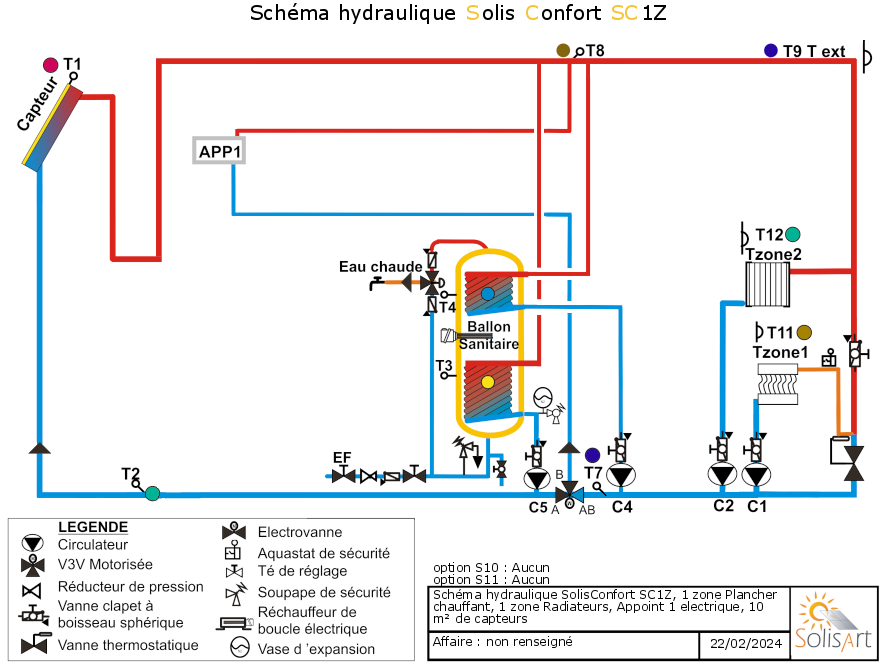 Schéma hydraulique Solis Confort SC1Z
T1
T8
T9 T ext
Capteur
APP1
T12
Tzone2
Eau chaude
T4
T11
Tzone1
Ballon
Sanitaire
T3
EF
T2
B
T7
C5
A
AB
C4
C2
C1
LEGENDE
Circulateur
V3V Motorisée
Réducteur de pression
Vanne clapet à
boisseau sphérique
Vanne thermostatique
Electrovanne
Aquastat de sécurité
Té de réglage
Soupape de sécurité
Réchauffeur de
boucle électrique
Vase d 'expansion
option S10 : Aucun
option S11 : Aucun
Schéma hydraulique SolisConfort SC1Z, 1 zone Plancher
chauffant, 1 zone Radiateurs, Appoint 1 electrique, 10
m² de capteurs
Affaire : non renseigné
22/02/2024
SolisArt